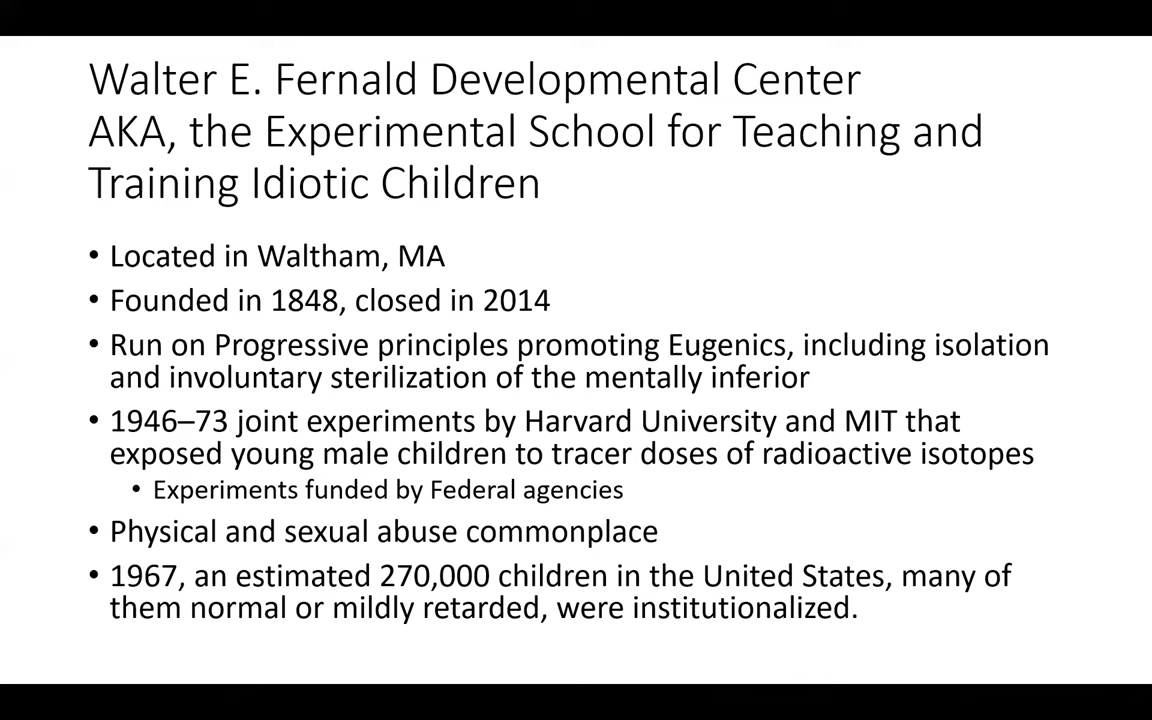 Walter E. Fernald Developmental Center
AKA, the Experimental School for Teaching and
Training Idiotic Children
• Located in Waltham, MA
• Founded in 1848, closed in 2014
• Run on Progressive principles promoting Eugenics, including isolation
and involuntary sterilization of the mentally inferior
• 1946–73 joint experiments by Harvard University and MIT that
exposed young male children to tracer doses of radioactive isotopes
• Experiments funded by Federal agencies
• Physical and sexual abuse commonplace
• 1967, an estimated 270,000 children in the United States, many of
them normal or mildly retarded, were institutionalized.